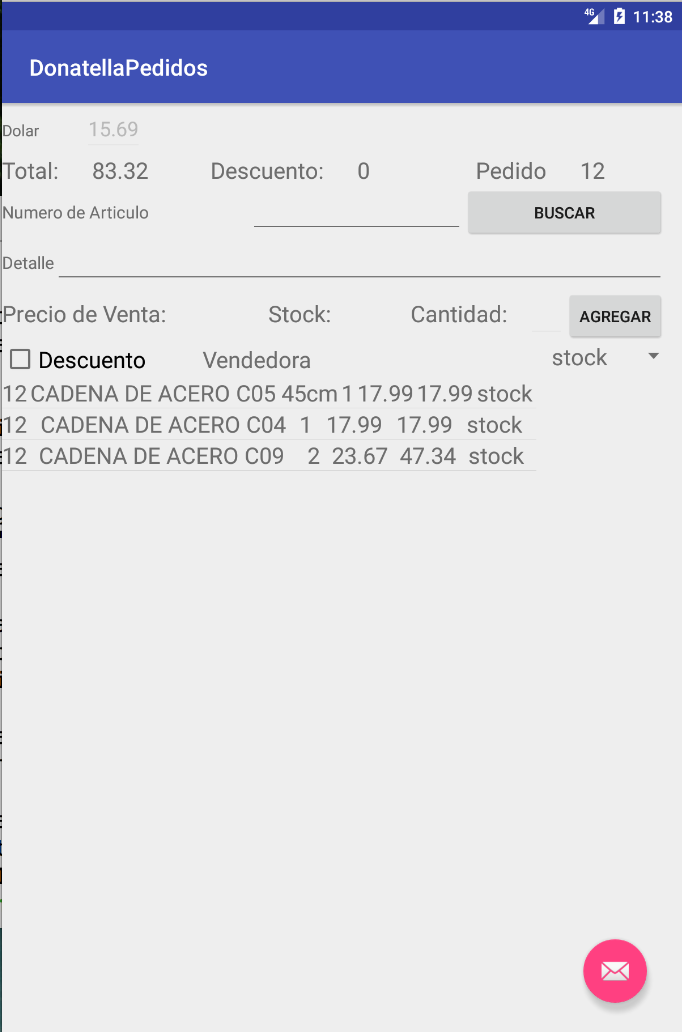 4G 11:38
DonatellaPedidos
Dolar 15.69
Total: 83.32 Descuento: 0 Pedido 12
Numero de Articulo BUSCAR
Detalle
Precio de Venta: Stock: Cantidad: AGREGAR
Descuento Vendedora stock
12 CADENA DE ACERO C05 45cm 1 17.99 17.99 stock
12 CADENA DE ACERO C04 1 17.99 17.99 stock
12 CADENA DE ACERO C09 2 23.67 47.34 stock